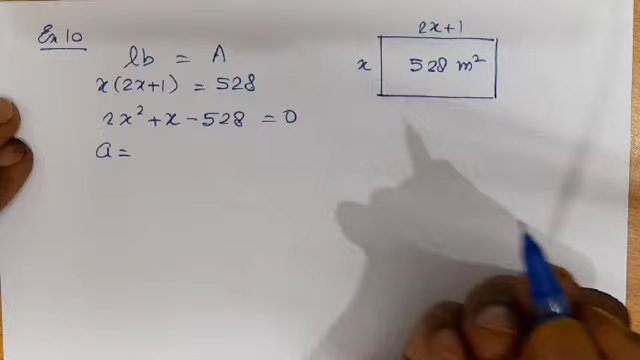 Ex 10
lb = A
x(2x+1) = 528
2x² + x - 528 = 0
a =
2x+1
x
528 m²